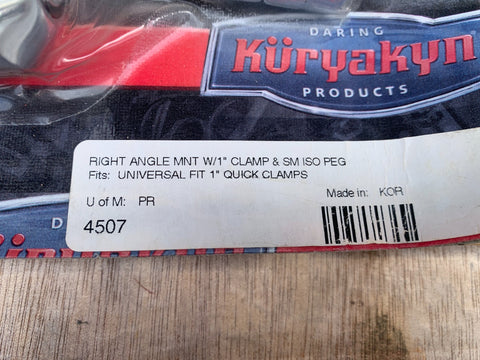 DARING
Küryakyn
PRODUCTS
RIGHT ANGLE MNT W/1" CLAMP & SM ISO PEG
Fits: UNIVERSAL FIT 1" QUICK CLAMPS
U of M: PR
Made in: KOR
4507
D
Küryakyn